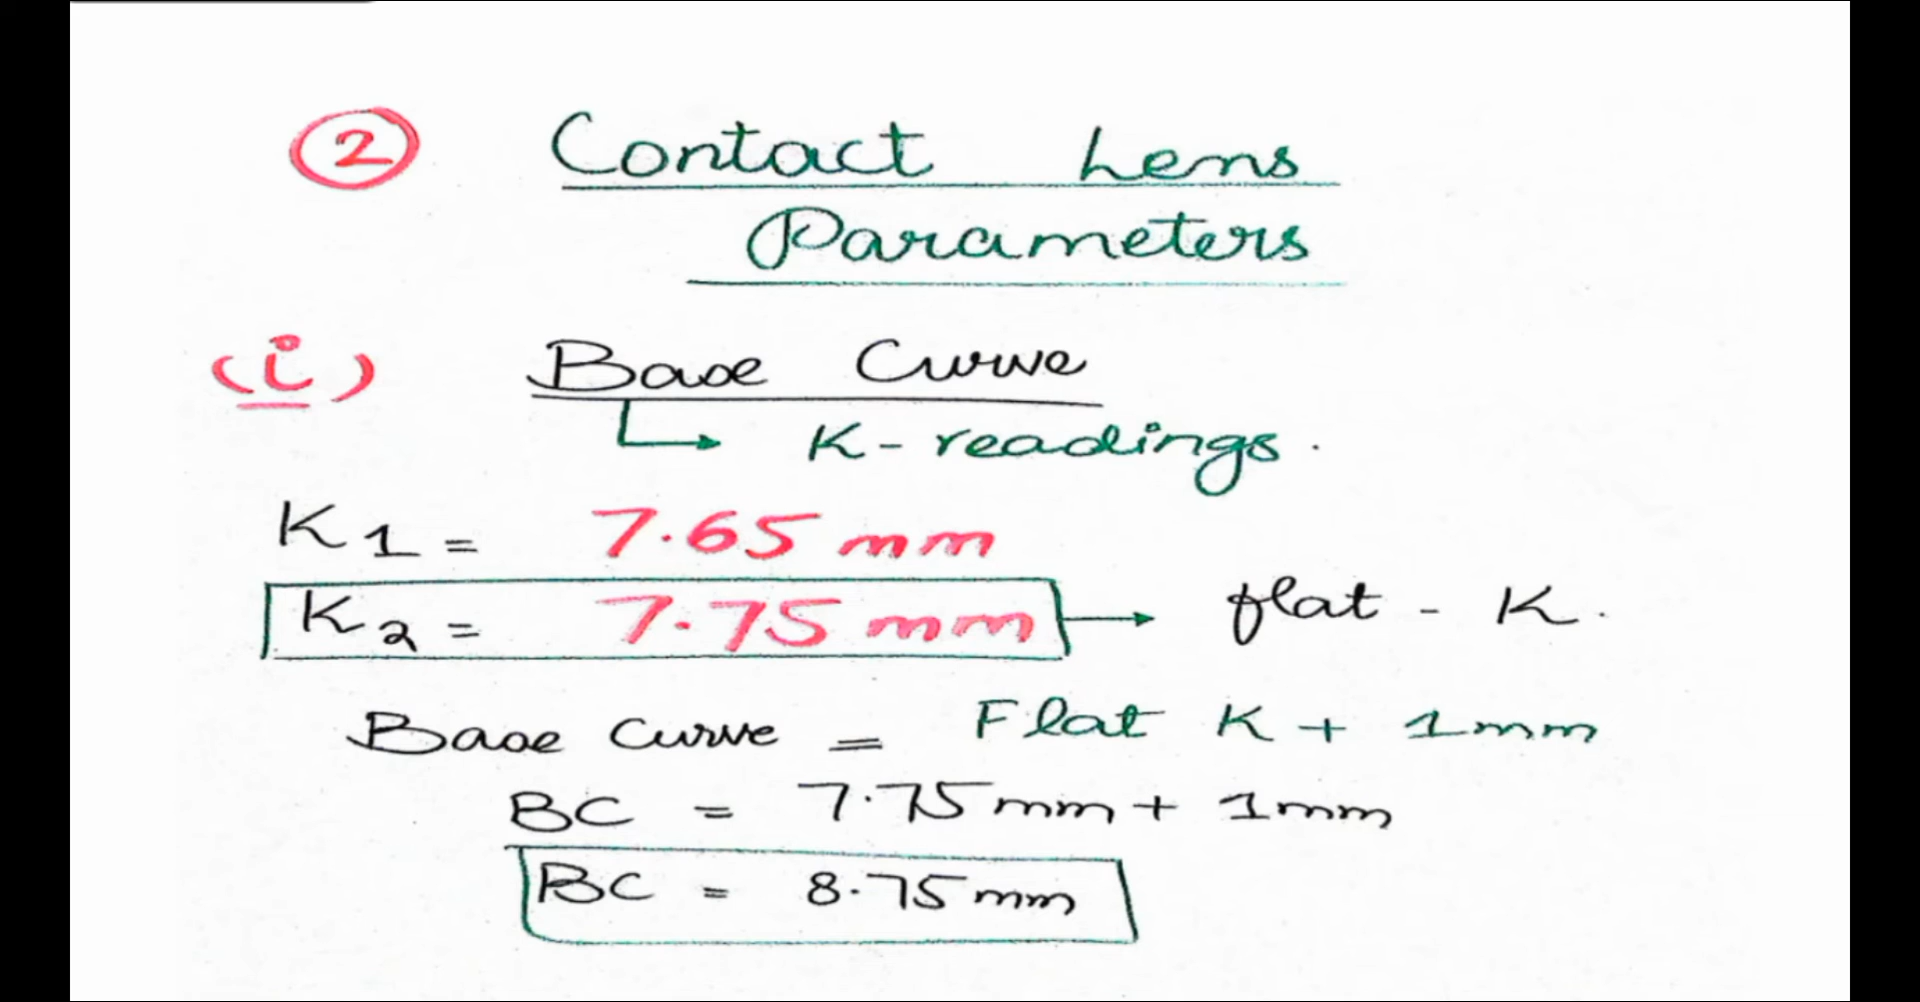 2 Contact Lens
Parameters
(i) Base Curve
K-readings.
K1 = 7.65 mm
K2 = 7.75 mm → flat - K.
Base Curve = Flat K + 1mm
BC = 7.75mm + 1mm
BC = 8.75mm